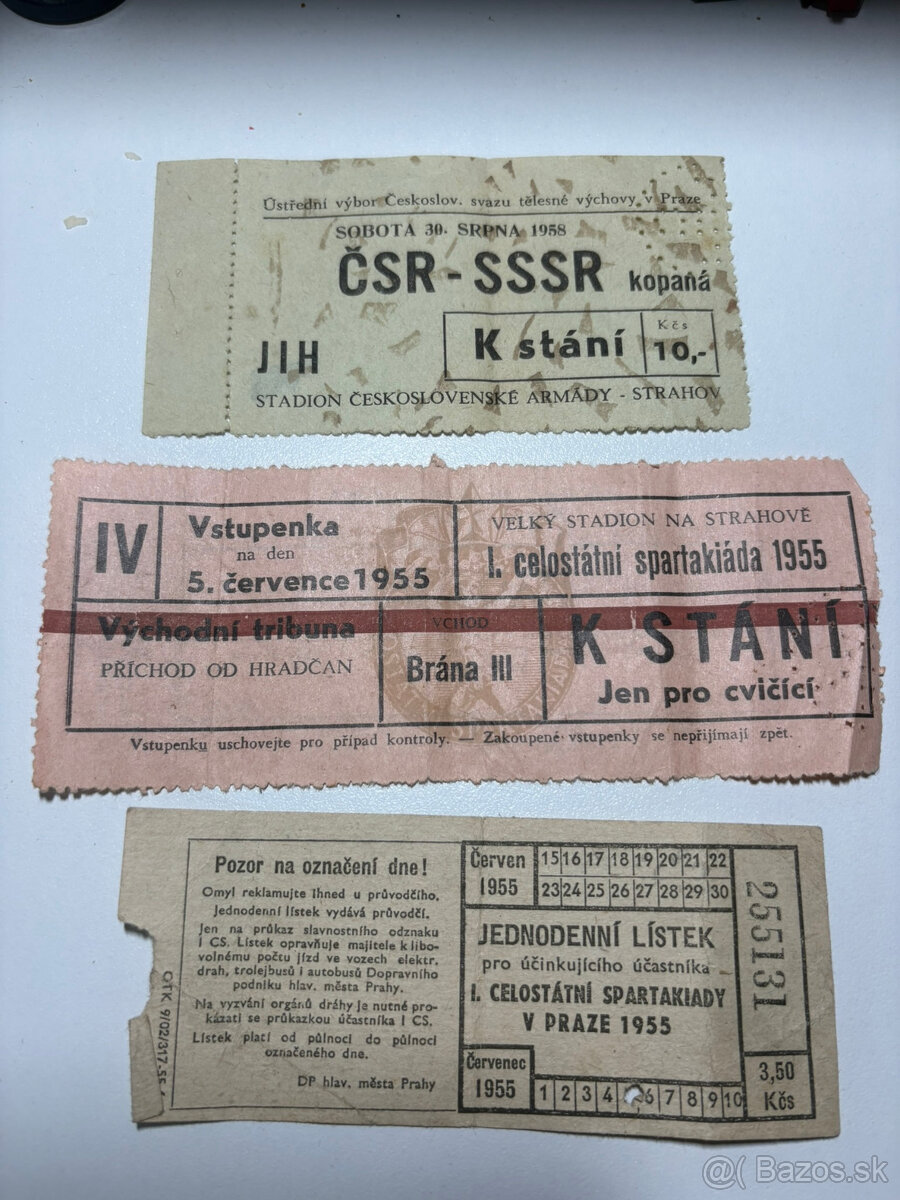 Ústřední výbor Českoslov. svazu tělesné výchovy v Praze
SOBOTA 30. SRPNA 1958
ČSR - SSSR kopaná
JIH
K stání
Kčs
10,-
STADION ČESKOSLOVENSKÉ ARMÁDY - STRAHOV
IV
Vstupenka
na den
5. července 1955
VELKÝ STADION NA STRAHOVĚ
I. celostátní spartakiáda 1955
Východní tribuna
PŘÍCHOD OD HRADČAN
VCHOD
Brána III
K STÁNÍ
Jen pro cvičící
Vstupenku uschovejte pro případ kontroly. — Zakoupené vstupenky se nepřijímají zpět.
Pozor na označení dne!
Omyl reklamujte ihned u průvodčího.
Jednodenní lístek vydává průvodčí.
Jen na průkaz slavnostního odznaku
I CS. Lístek opravňuje majitele k libo-
volnému počtu jízd ve vozech elektr.
drah, trolejbusů i autobusů Dopravního
podniku hlav. města Prahy.
Na vyzvání orgánů dráhy je nutné pro-
kázati se průkazkou účastníka I CS.
Lístek platí od půlnoci do půlnoci
označeného dne.
DP hlav. města Prahy
OTK 9/02/317-55
Červen
1955
15 16 17 18 19 20 21 22
23 24 25 26 27 28 29 30
JEDNODENNÍ LÍSTEK
pro účinkujícího účastníka
I. CELOSTÁTNÍ SPARTAKIADY
V PRAZE 1955
Červenec
1955
1 2 3 4 6 7 8 9 10
255131
3,50
Kčs
@( Bazos.sk